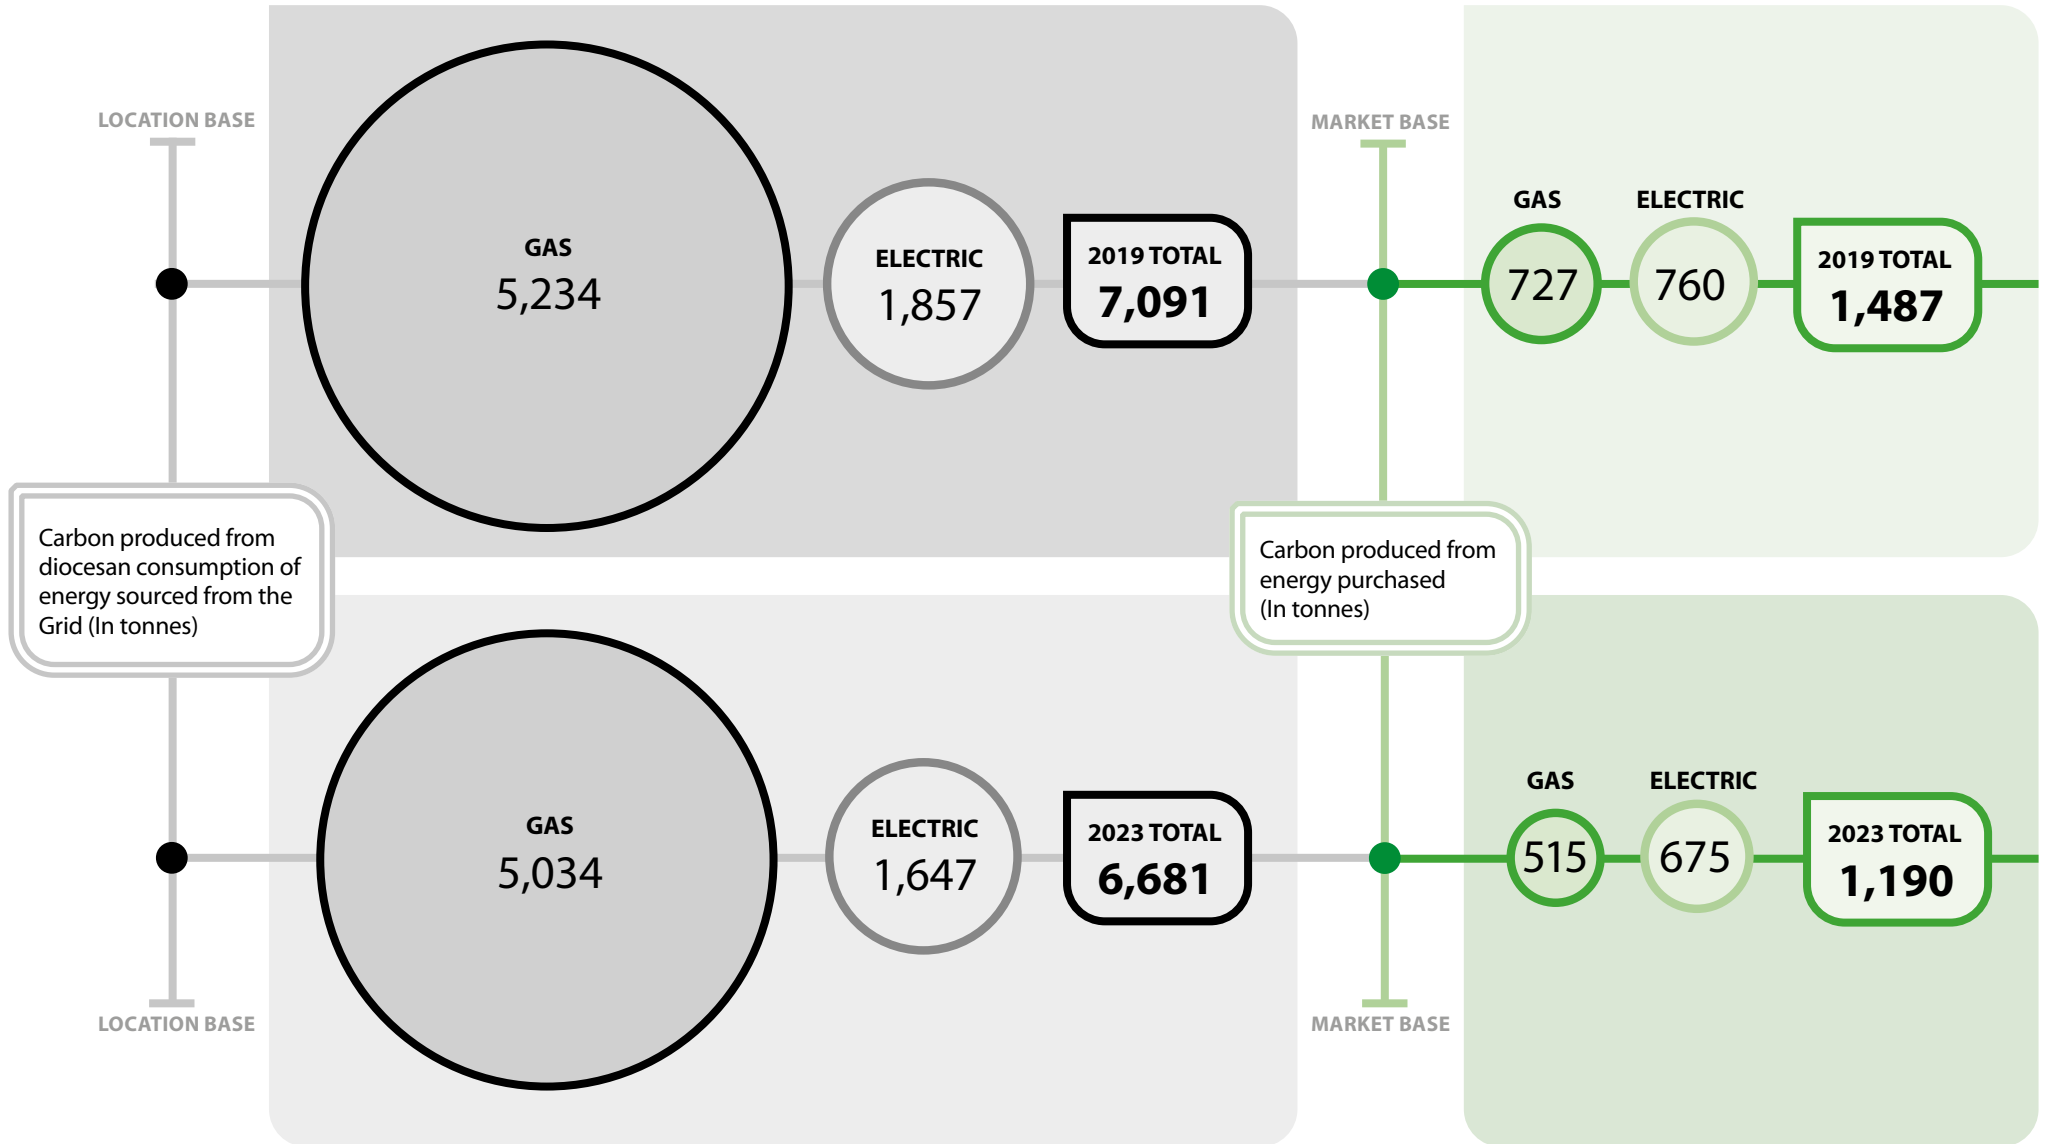 LOCATION BASE
GAS
5,234
ELECTRIC
1,857
2019 TOTAL
7,091
MARKET BASE
GAS
727
ELECTRIC
760
2019 TOTAL
1,487
Carbon produced from
diocesan consumption of
energy sourced from the
Grid (In tonnes)
Carbon produced from
energy purchased
(In tonnes)
GAS
5,034
ELECTRIC
1,647
2023 TOTAL
6,681
GAS
515
ELECTRIC
675
2023 TOTAL
1,190
LOCATION BASE
MARKET BASE